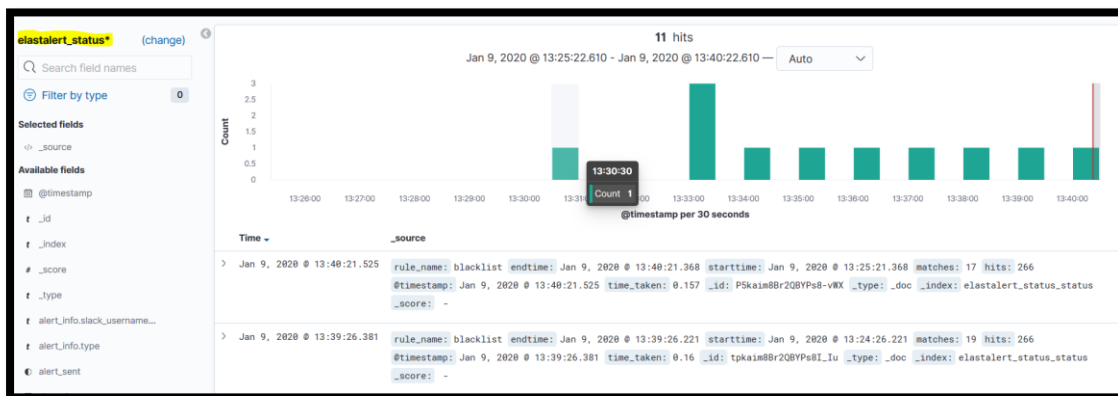 elastalert_status* (change)
Search field names
Filter by type 0
Selected fields
</> _source
Available fields
@timestamp
t _id
t _index
# _score
t _type
t alert_info.slack_username...
t alert_info.type
alert_sent
11 hits
Jan 9, 2020 @ 13:25:22.610 - Jan 9, 2020 @ 13:40:22.610 — Auto
Count
3
2.5
2
1.5
1
0.5
0
13:30:30
Count 1
13:26:00 13:27:00 13:28:00 13:29:00 13:30:00 13:31 00 13:33:00 13:34:00 13:35:00 13:36:00 13:37:00 13:38:00 13:39:00 13:40:00
@timestamp per 30 seconds
Time _source
> Jan 9, 2020 @ 13:40:21.525 rule_name: blacklist endtime: Jan 9, 2020 @ 13:40:21.368 starttime: Jan 9, 2020 @ 13:25:21.368 matches: 17 hits: 266
@timestamp: Jan 9, 2020 @ 13:40:21.525 time_taken: 0.157 _id: P5kaim8Br2QBYPs8-vWX _type: _doc _index: elastalert_status_status
_score: -
> Jan 9, 2020 @ 13:39:26.381 rule_name: blacklist endtime: Jan 9, 2020 @ 13:39:26.221 starttime: Jan 9, 2020 @ 13:24:26.221 matches: 19 hits: 266
@timestamp: Jan 9, 2020 @ 13:39:26.381 time_taken: 0.16 _id: tpkaim8Br2QBYPs8I_Iu _type: _doc _index: elastalert_status_status
_score: -